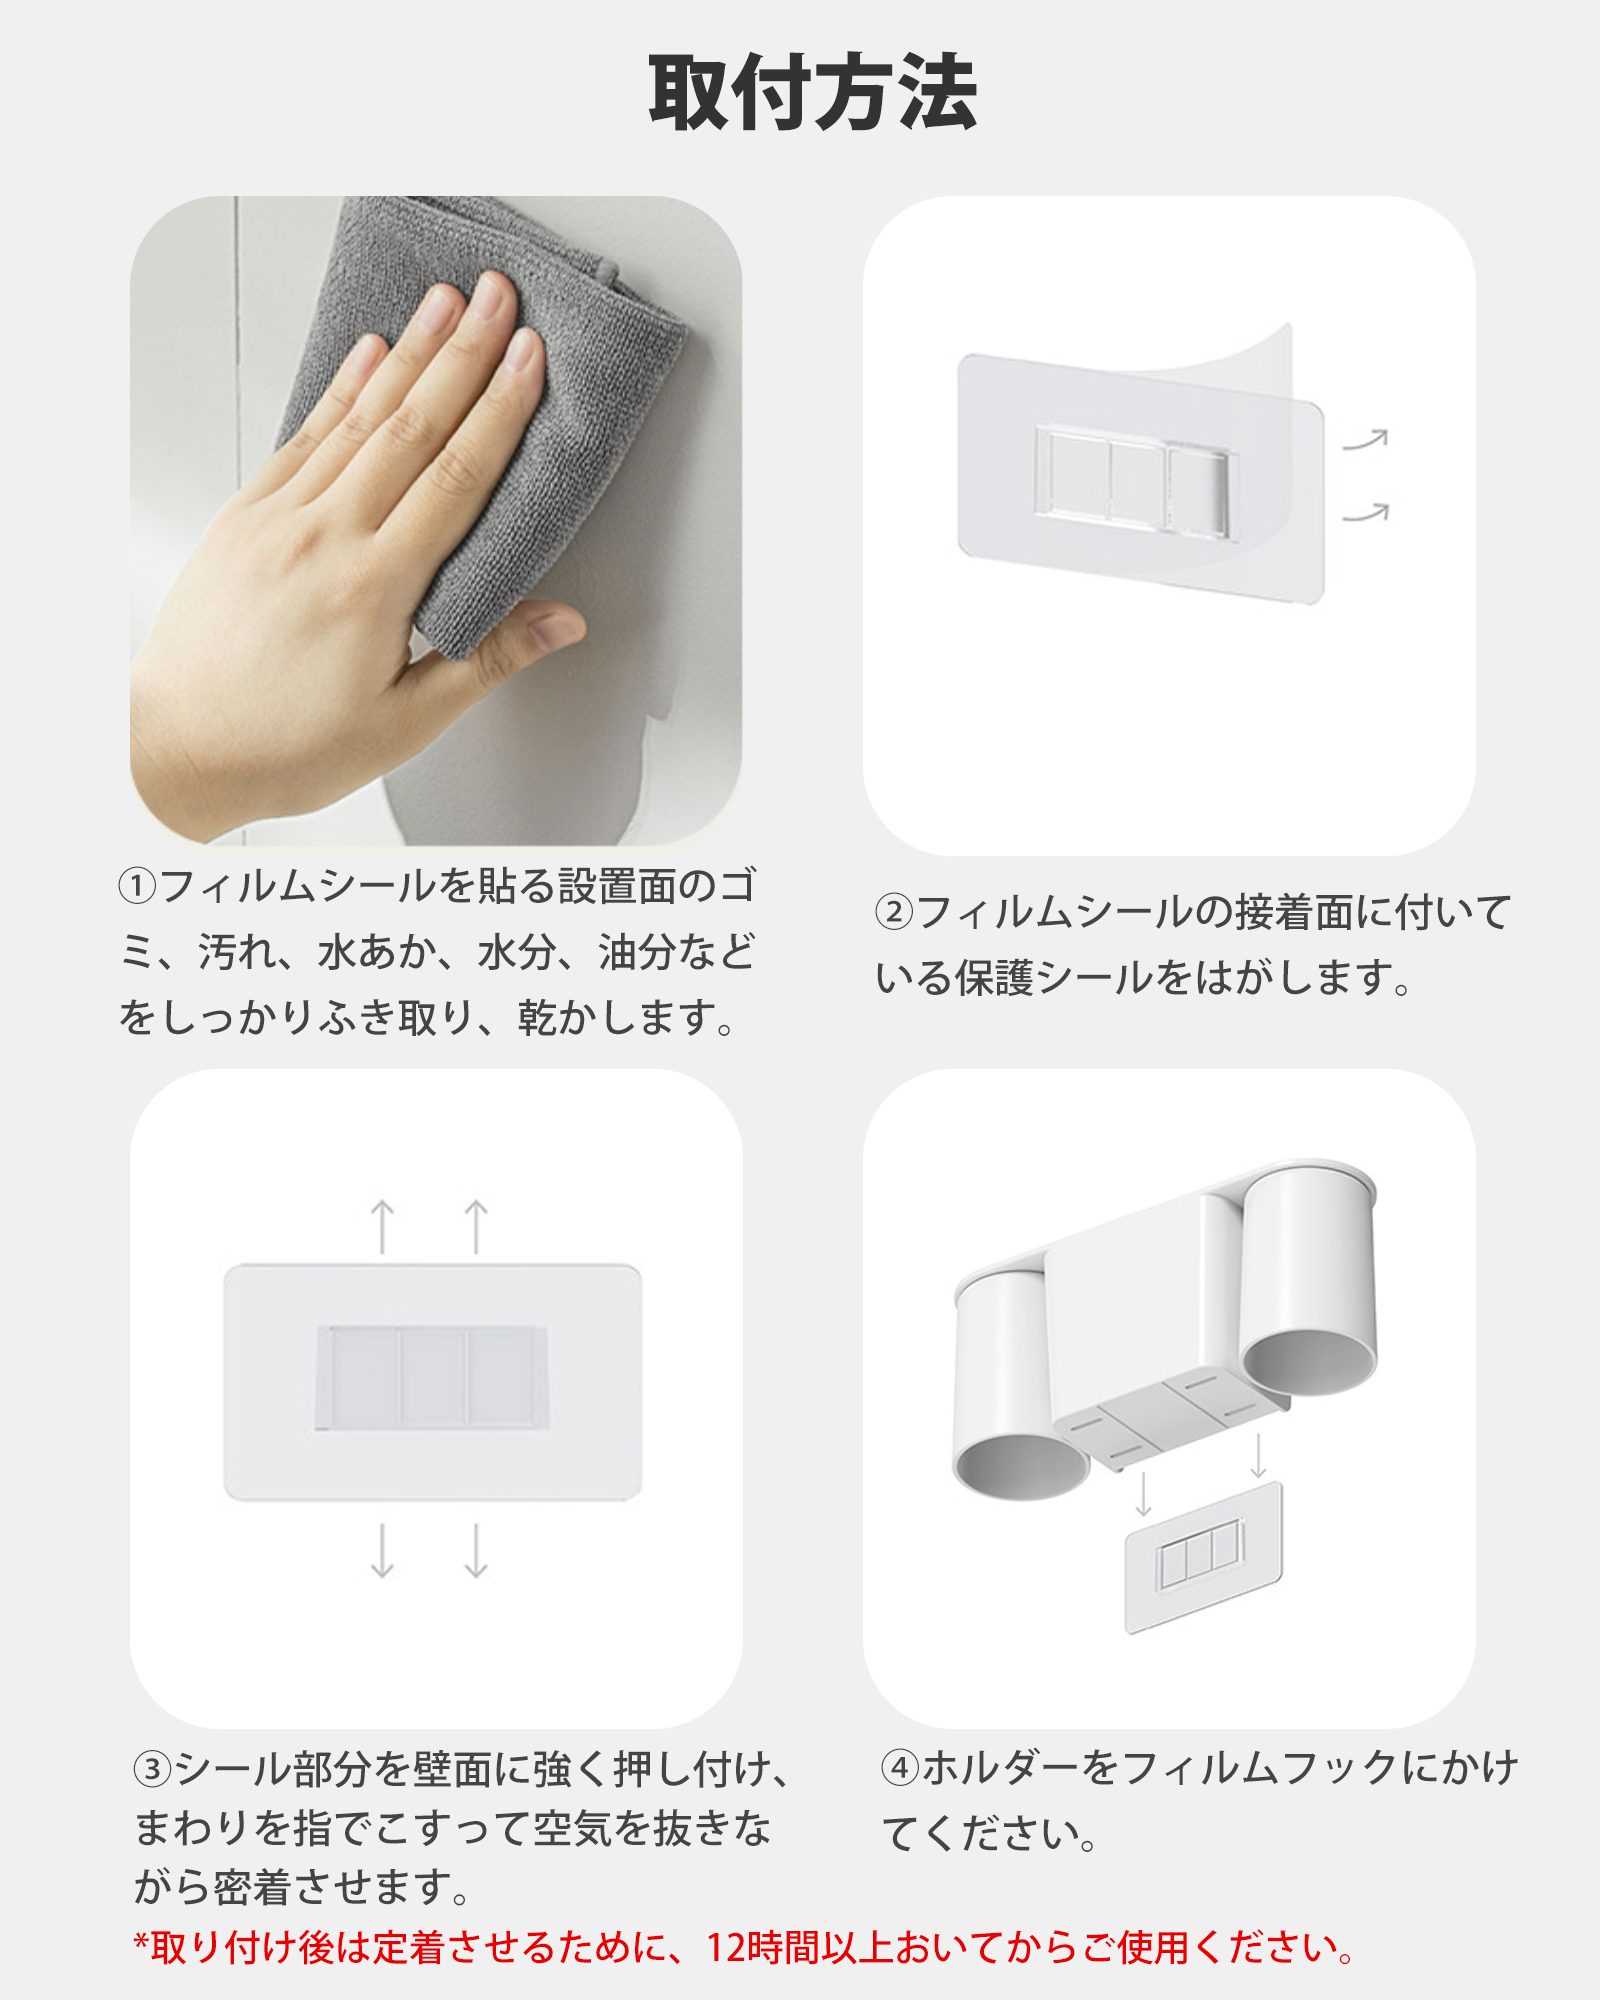 取付方法
①フィルムシールを貼る設置面のゴ
ミ、汚れ、水あか、水分、油分など
をしっかりふき取り、乾かします。
②フィルムシールの接着面に付いて
いる保護シールをはがします。
③シール部分を壁面に強く押し付け、
まわりを指でこすって空気を抜きな
がら密着させます。
④ホルダーをフィルムフックにかけ
てください。
*取り付け後は定着させるために、12時間以上おいてからご使用ください。